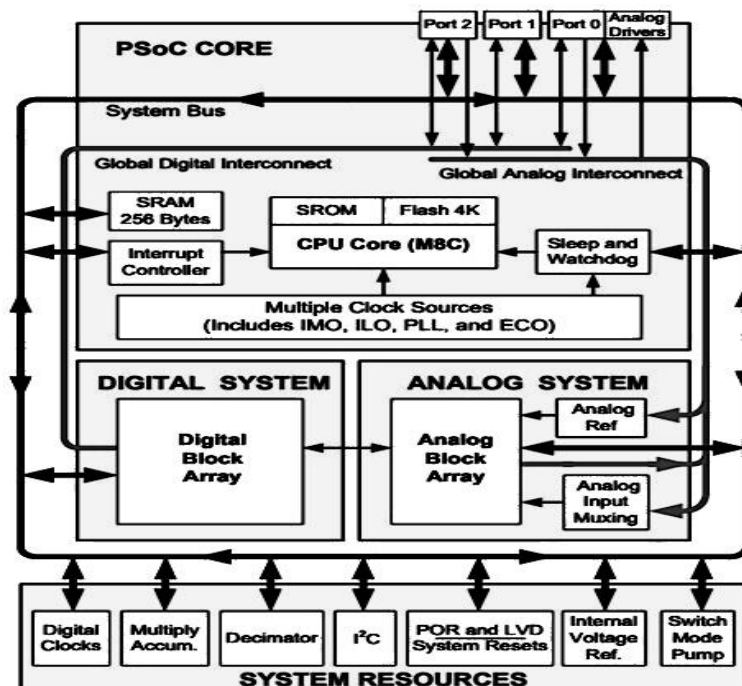 Port 2 Port 1 Port 0 Analog
Drivers
PSoC CORE
System Bus
Global Digital Interconnect
Global Analog Interconnect
SRAM
256 Bytes
SROM Flash 4K
CPU Core (M8C)
Interrupt
Controller
Sleep and
Watchdog
Multiple Clock Sources
(Includes IMO, ILO, PLL, and ECO)
DIGITAL SYSTEM
ANALOG SYSTEM
Digital
Block
Array
Analog
Block
Array
Analog
Ref
Analog
Input
Muxing
Digital
Clocks
Multiply
Accum.
Decimator
I²C
POR and LVD
System Resets
Internal
Voltage
Ref.
Switch
Mode
Pump
SYSTEM RESOURCES